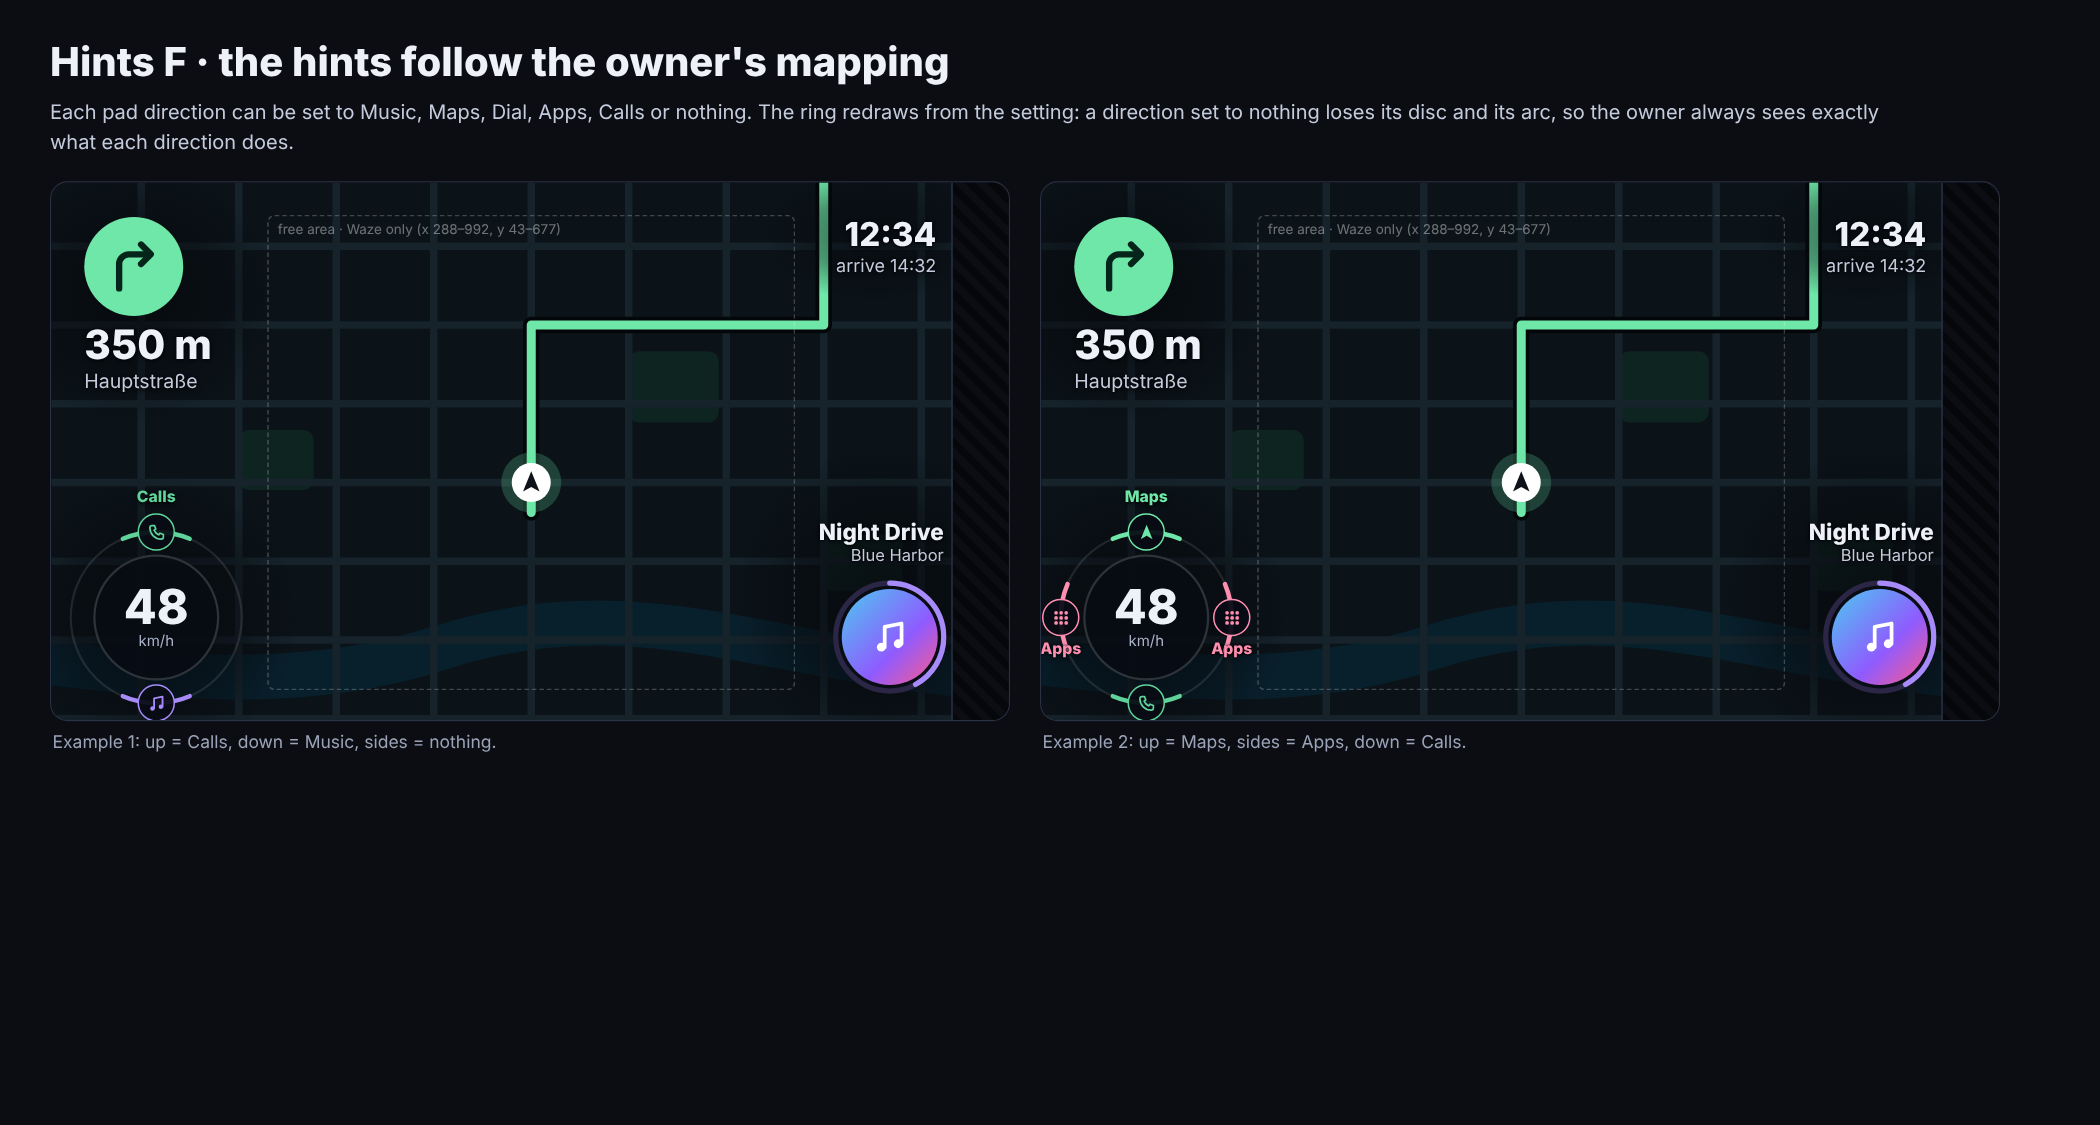 Hints F · the hints follow the owner's mapping
Each pad direction can be set to Music, Maps, Dial, Apps, Calls or nothing. The ring redraws from the setting: a direction set to nothing loses its disc and its arc, so the owner always sees exactly
what each direction does.
free area · Waze only (x 288–992, y 43–677)
12:34
arrive 14:32
350 m
Hauptstraße
Calls
48
km/h
Night Drive
Blue Harbor
Example 1: up = Calls, down = Music, sides = nothing.
free area · Waze only (x 288–992, y 43–677)
12:34
arrive 14:32
350 m
Hauptstraße
Maps
48
km/h
Apps
Apps
Night Drive
Blue Harbor
Example 2: up = Maps, sides = Apps, down = Calls.